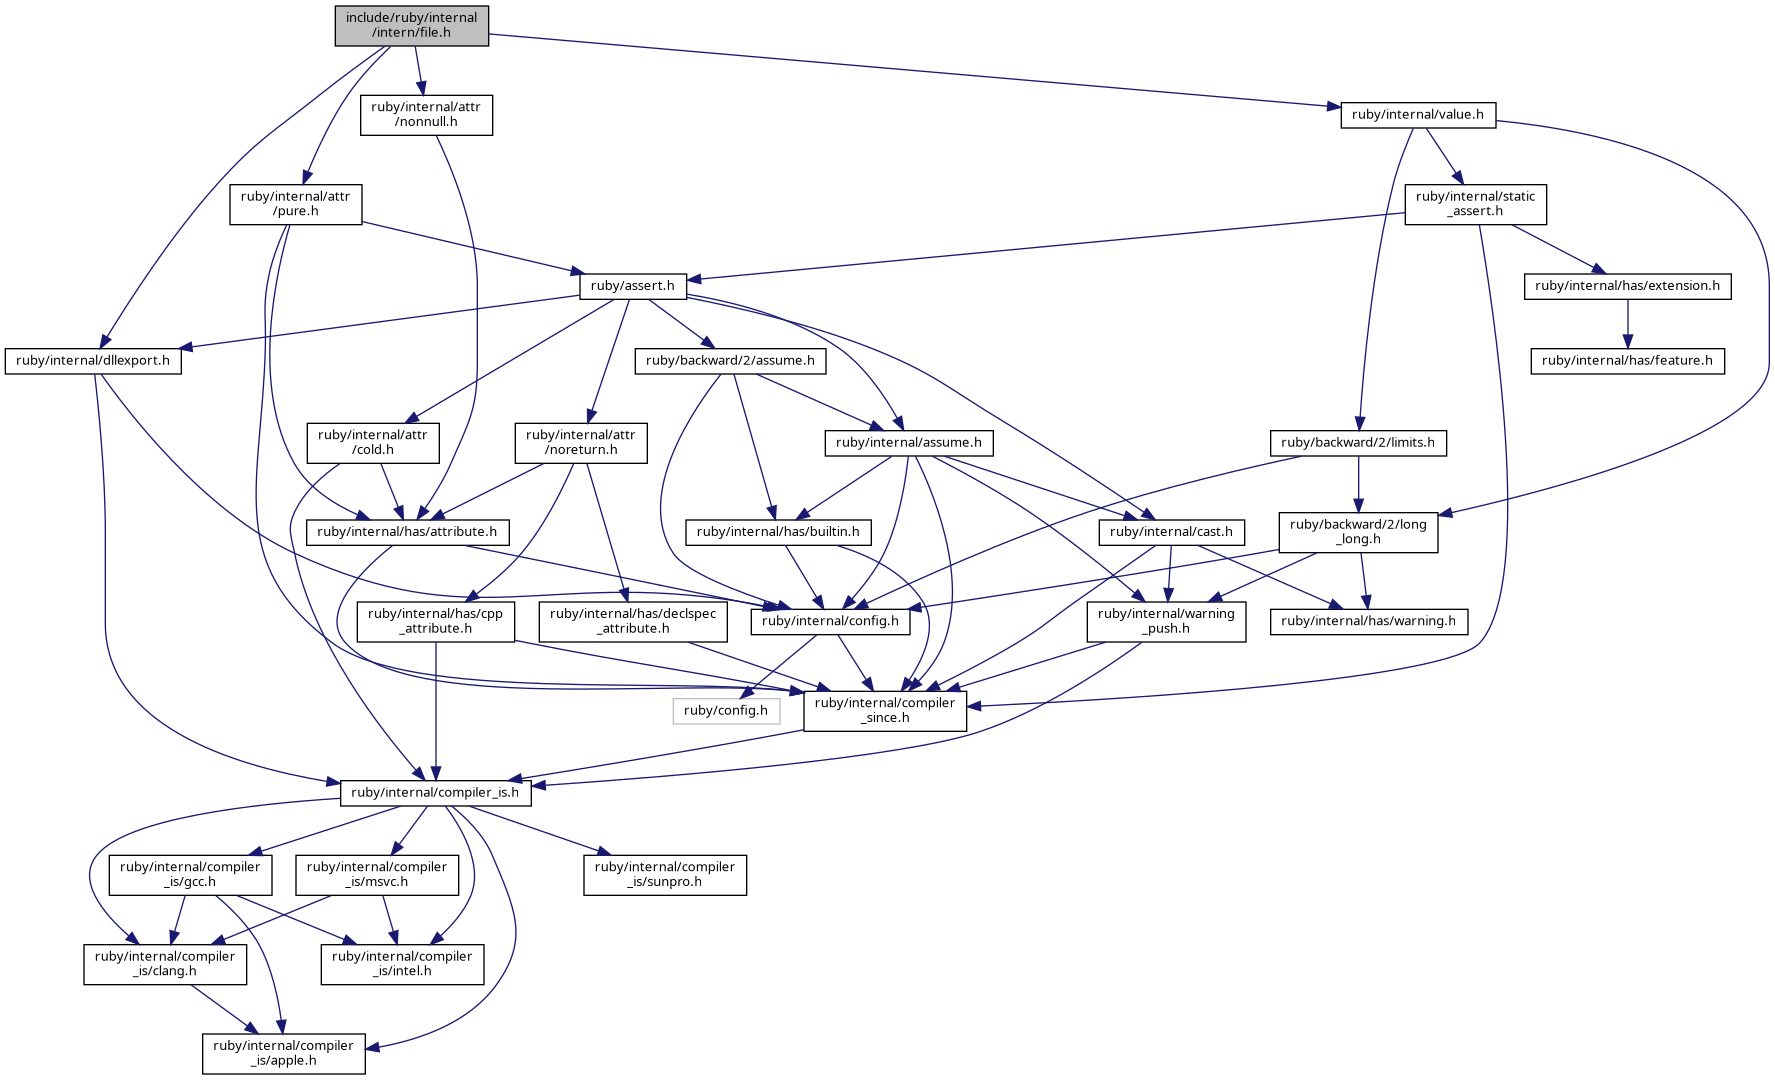 include/ruby/internal
/intern/file.h
ruby/internal/attr
/nonnull.h
ruby/internal/value.h
ruby/internal/attr
/pure.h
ruby/internal/static
_assert.h
ruby/assert.h
ruby/internal/has/extension.h
ruby/internal/dllexport.h
ruby/backward/2/assume.h
ruby/internal/has/feature.h
ruby/internal/attr
/cold.h
ruby/internal/attr
/noreturn.h
ruby/internal/assume.h
ruby/backward/2/limits.h
ruby/internal/has/attribute.h
ruby/internal/has/builtin.h
ruby/internal/cast.h
ruby/backward/2/long
_long.h
ruby/internal/has/cpp
_attribute.h
ruby/internal/has/declspec
_attribute.h
ruby/internal/config.h
ruby/internal/warning
_push.h
ruby/internal/has/warning.h
ruby/config.h
ruby/internal/compiler
_since.h
ruby/internal/compiler_is.h
ruby/internal/compiler
_is/gcc.h
ruby/internal/compiler
_is/msvc.h
ruby/internal/compiler
_is/sunpro.h
ruby/internal/compiler
_is/clang.h
ruby/internal/compiler
_is/intel.h
ruby/internal/compiler
_is/apple.h